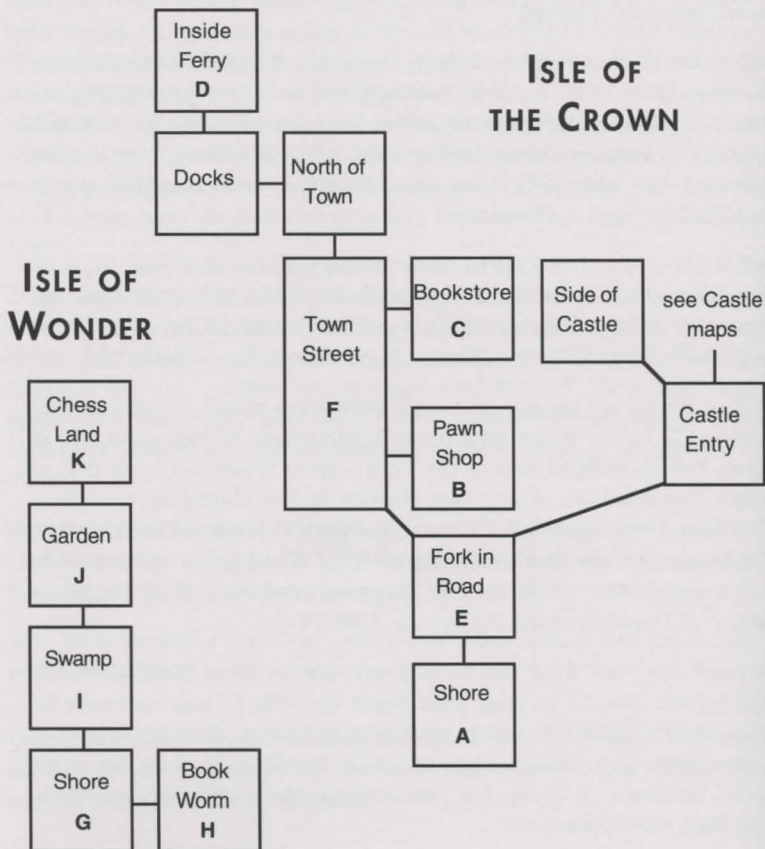 Inside
Ferry
D
ISLE OF
THE CROWN
Docks
North of
Town
ISLE OF
WONDER
Town
Street
Bookstore
C
Side of
Castle
see Castle
maps
Chess
Land
K
F
Pawn
Shop
B
Castle
Entry
Garden
J
Fork in
Road
E
Swamp
I
Shore
A
Shore
G
Book
Worm
H